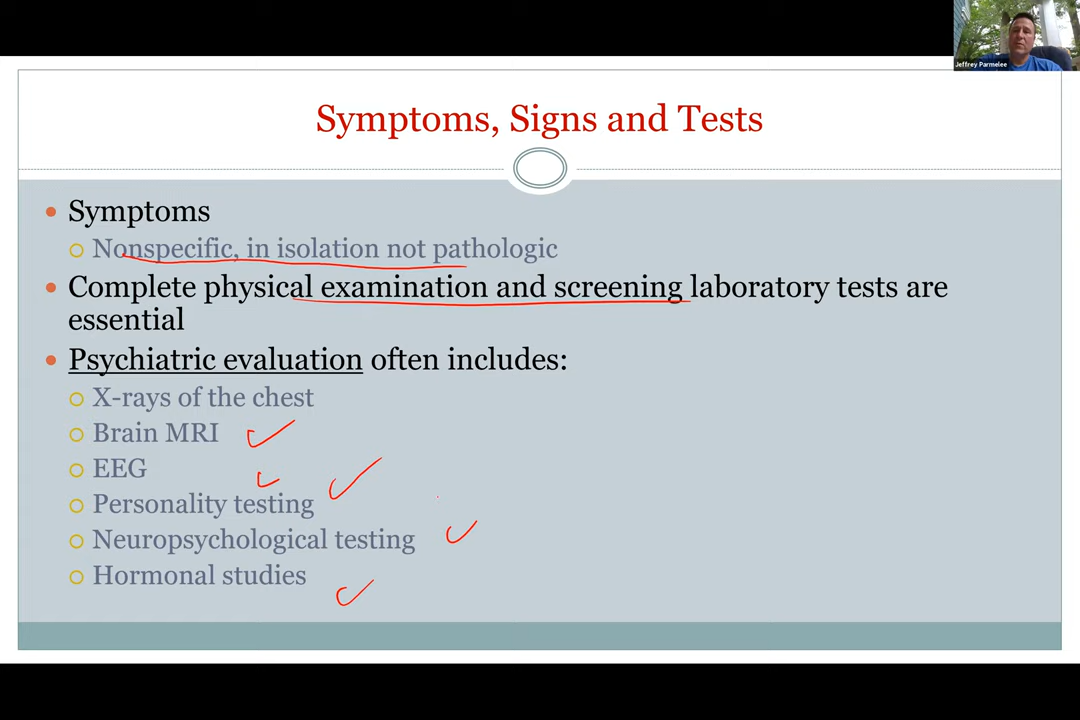 Jeffrey Parmelee
Symptoms, Signs and Tests
Symptoms
Nonspecific, in isolation not pathologic
Complete physical examination and screening laboratory tests are
essential
Psychiatric evaluation often includes:
X-rays of the chest
Brain MRI
EEG
Personality testing
Neuropsychological testing
Hormonal studies